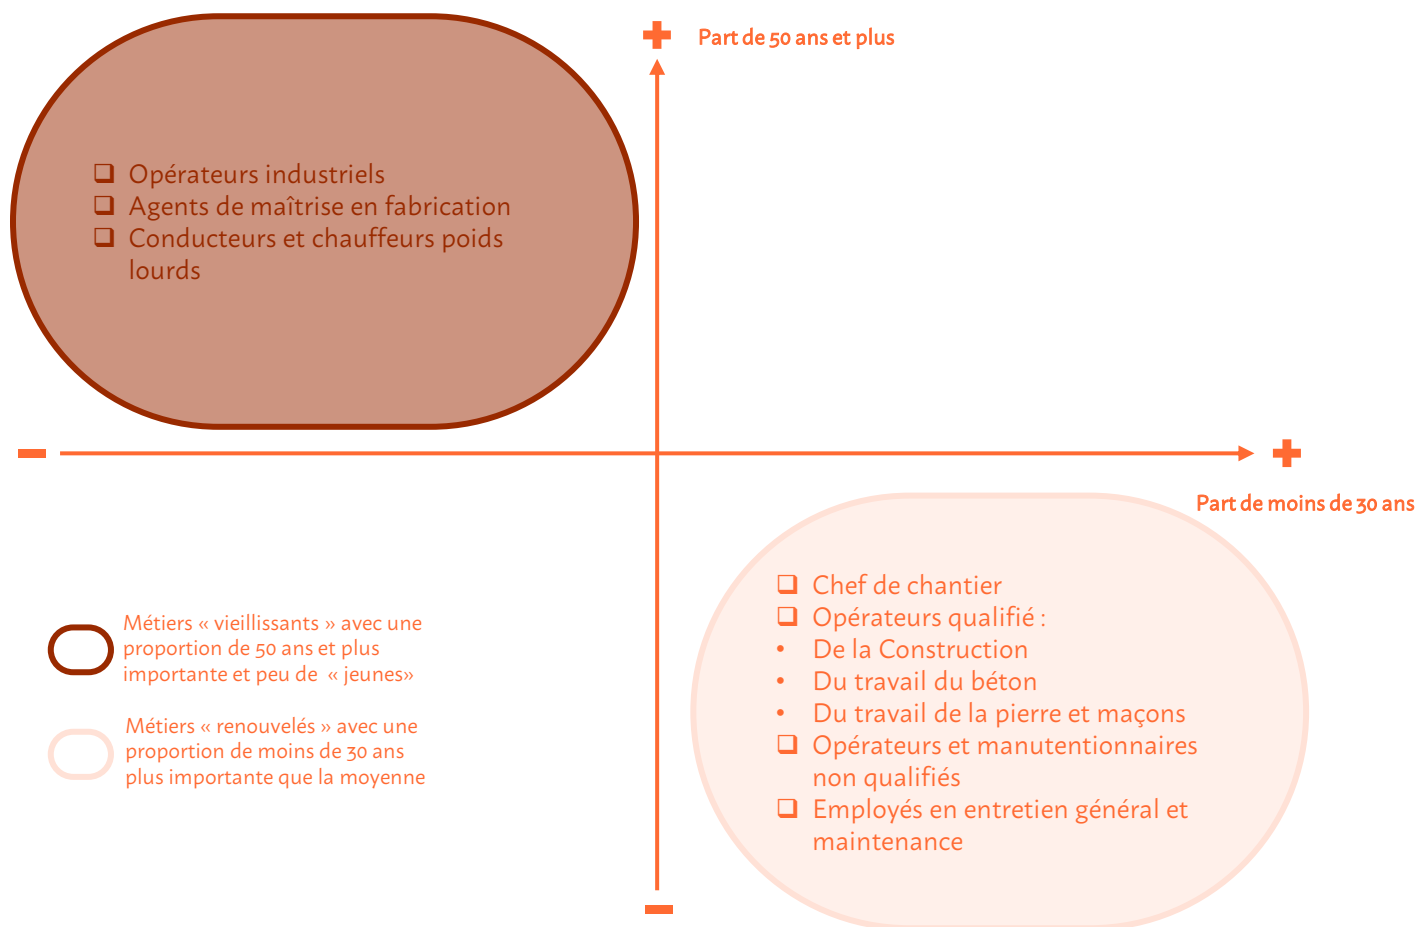 Part de 50 ans et plus
❑ Opérateurs industriels
❑ Agents de maîtrise en fabrication
❑ Conducteurs et chauffeurs poids
lourds
Part de moins de 30 ans
❑ Chef de chantier
❑ Opérateurs qualifié :
• De la Construction
• Du travail du béton
• Du travail de la pierre et maçons
❑ Opérateurs et manutentionnaires
non qualifiés
❑ Employés en entretien général et
maintenance
Métiers « vieillissants » avec une
proportion de 50 ans et plus
importante et peu de « jeunes»
Métiers « renouvelés » avec une
proportion de moins de 30 ans
plus importante que la moyenne